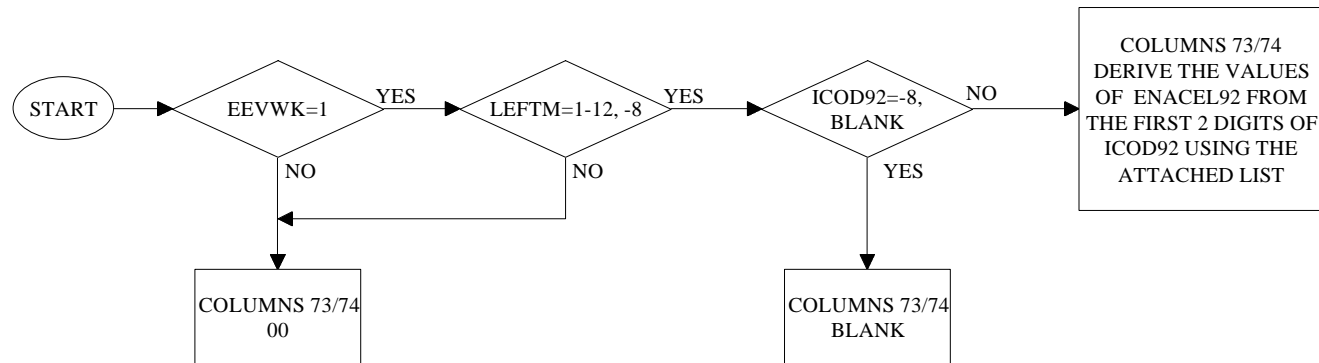 START
EEVWK=1
YES
NO
LEFTM=1-12, -8
YES
NO
ICOD92=-8,
BLANK
NO
YES
COLUMNS 73/74
DERIVE THE VALUES
OF ENACEL92 FROM
THE FIRST 2 DIGITS OF
ICOD92 USING THE
ATTACHED LIST
COLUMNS 73/74
00
COLUMNS 73/74
BLANK